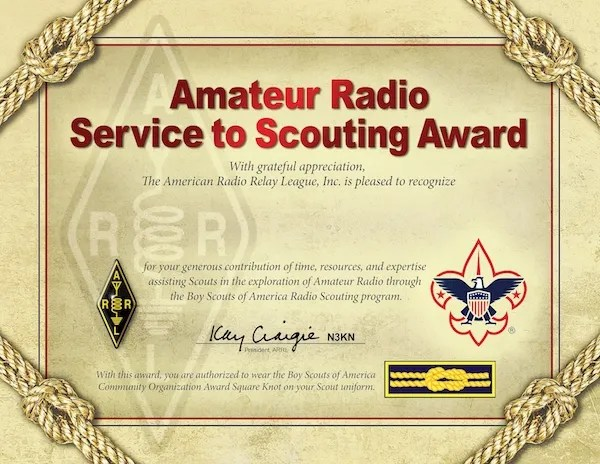 Amateur Radio
Service to Scouting Award
With grateful appreciation,
The American Radio Relay League, Inc. is pleased to recognize
A
R R
L
for your generous contribution of time, resources, and expertise
assisting Scouts in the exploration of Amateur Radio through
the Boy Scouts of America Radio Scouting program.
A
R R
L
®
Kay Craigie N3KN
President, ARRL
With this award, you are authorized to wear the Boy Scouts of America
Community Organization Award Square Knot on your Scout uniform.